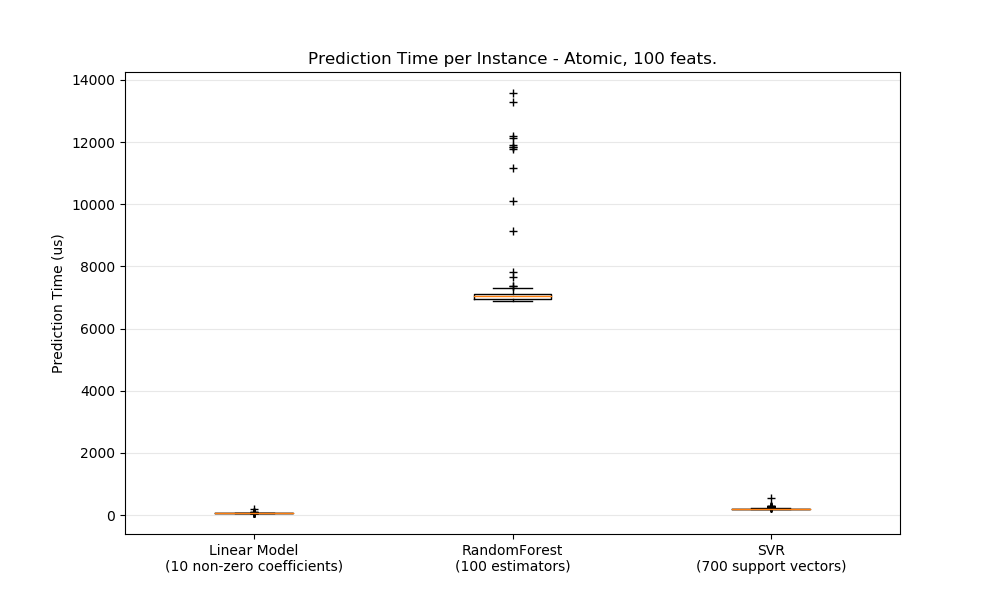 Prediction Time per Instance - Atomic, 100 feats.
14000
12000
10000
8000
6000
4000
2000
0
Prediction Time (us)
Linear Model
(10 non-zero coefficients)
RandomForest
(100 estimators)
SVR
(700 support vectors)